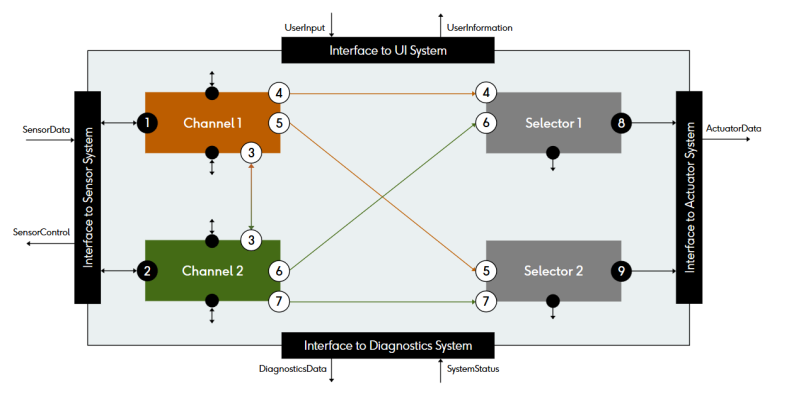 UserInput
UserInformation
Interface to UI System
4
4
1
Channel 1
5
6
Selector 1
8
SensorData
ActuatorData
3
Interface to Sensor System
Interface to Actuator System
SensorControl
3
2
Channel 2
6
5
Selector 2
9
7
7
Interface to Diagnostics System
DiagnosticsData
SystemStatus